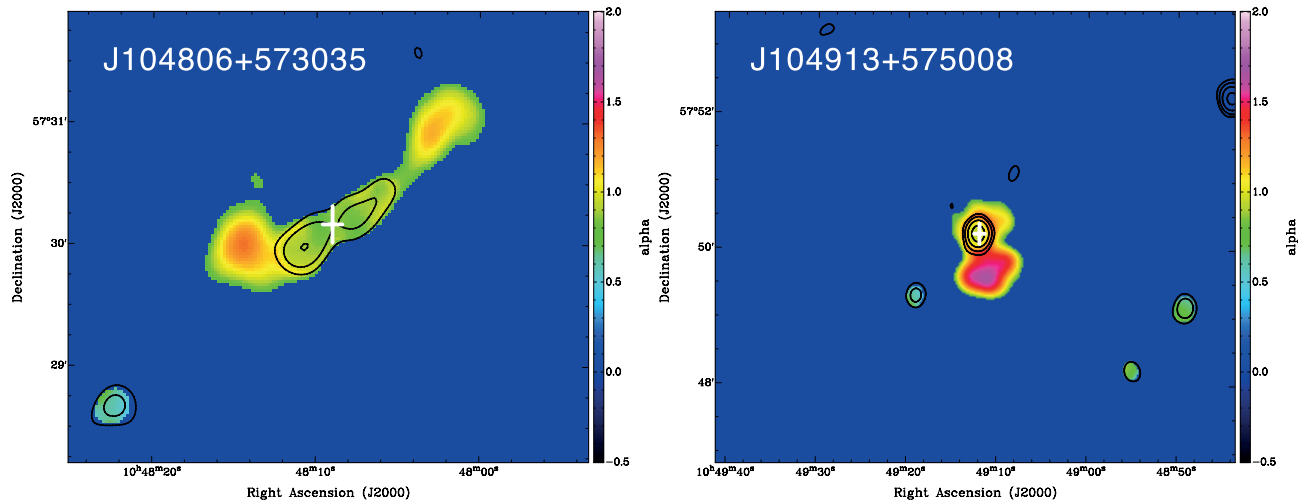 J104806+573035
57°31′
30′
29′
Declination (J2000)
10ʰ48ᵐ20ˢ
48ᵐ10ˢ
48ᵐ00ˢ
Right Ascension (J2000)
2.0
1.5
1.0
0.5
0.0
-0.5
alpha
J104913+575008
57°52′
50′
48′
Declination (J2000)
10ʰ49ᵐ40ˢ
49ᵐ30ˢ
49ᵐ20ˢ
49ᵐ10ˢ
49ᵐ00ˢ
48ᵐ50ˢ
Right Ascension (J2000)
2.0
1.5
1.0
0.5
0.0
-0.5
alpha